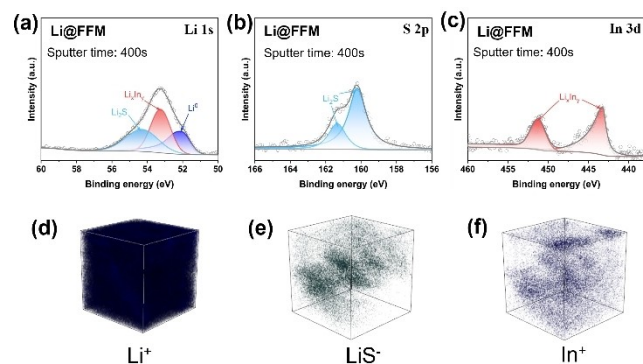 (a)
Li@FFM
Li 1s
Sputter time: 400s
LiₓInᵧ
Li₂S
Li⁰
Intensity (a.u.)
60 58 56 54 52 50
Binding energy (eV)
(b)
Li@FFM
S 2p
Sputter time: 400s
Li₂S
Intensity (a.u.)
166 164 162 160 158 156
Binding energy (eV)
(c)
Li@FFM
In 3d
Sputter time: 400s
LiₓInᵧ
Intensity (a.u.)
460 455 450 445 440
Binding energy (eV)
(d)
Li⁺
(e)
LiS⁻
(f)
In⁺